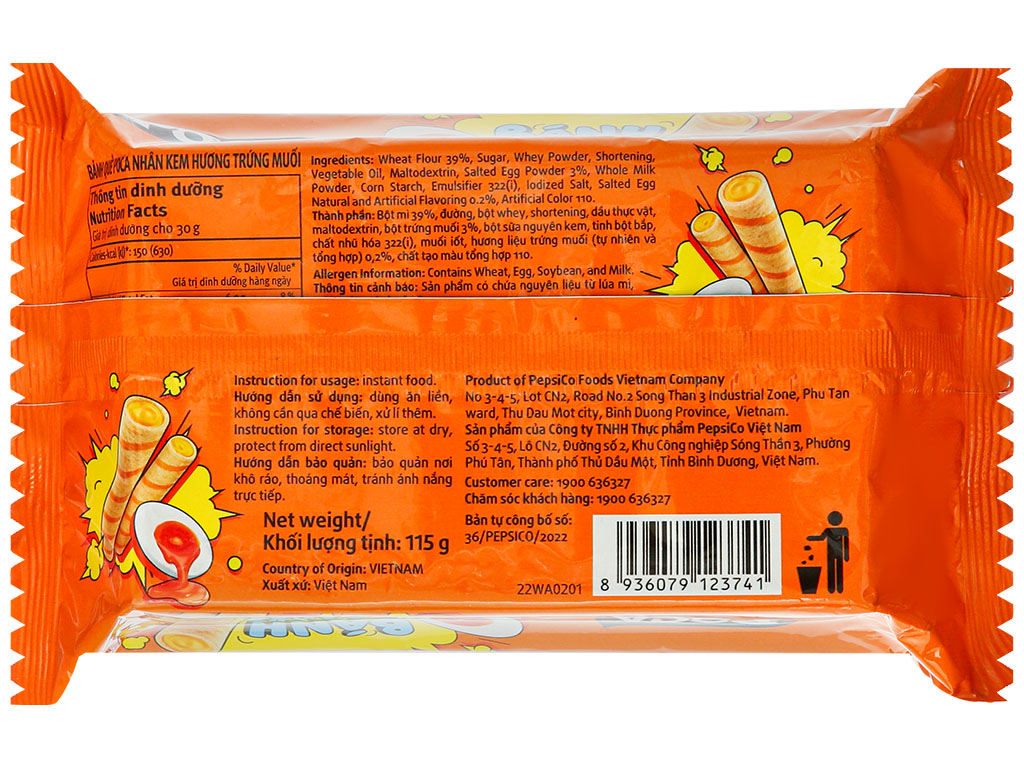 BÁNH QUẾ POCA NHÂN KEM HƯƠNG TRỨNG MUỐI
Thông tin dinh dưỡng
Nutrition Facts
Giá trị dinh dưỡng cho 30 g
Calories-kcal (kJ)*: 150 (630)
% Daily Value*
Giá trị dinh dưỡng hàng ngày
Ingredients: Wheat Flour 39%, Sugar, Whey Powder, Shortening,
Vegetable Oil, Maltodextrin, Salted Egg Powder 3%, Whole Milk
Powder, Corn Starch, Emulsifier 322(i), Iodized Salt, Salted Egg
Natural and Artificial Flavoring 0.2%, Artificial Color 110.
Thành phần: Bột mì 39%, đường, bột whey, shortening, dầu thực vật,
maltodextrin, bột trứng muối 3%, bột sữa nguyên kem, tinh bột bắp,
chất nhũ hóa 322(i), muối iốt, hương liệu trứng muối (tự nhiên và
tổng hợp) 0,2%, chất tạo màu tổng hợp 110.
Allergen Information: Contains Wheat, Egg, Soybean, and Milk.
Thông tin cảnh báo: Sản phẩm có chứa nguyên liệu từ lúa mì,
BÁNH
Instruction for usage: instant food.
Hướng dẫn sử dụng: dùng ăn liền,
không cần qua chế biến, xử lí thêm.
Instruction for storage: store at dry,
protect from direct sunlight.
Hướng dẫn bảo quản: bảo quản nơi
khô ráo, thoáng mát, tránh ánh nắng
trực tiếp.
Net weight/
Khối lượng tịnh: 115 g
Country of Origin: VIETNAM
Xuất xứ: Việt Nam
Product of PepsiCo Foods Vietnam Company
No 3-4-5, Lot CN2, Road No.2 Song Than 3 Industrial Zone, Phu Tan
ward, Thu Dau Mot city, Binh Duong Province, Vietnam.
Sản phẩm của Công ty TNHH Thực phẩm PepsiCo Việt Nam
Số 3-4-5, Lô CN2, Đường số 2, Khu Công nghiệp Sóng Thần 3, Phường
Phú Tân, Thành phố Thủ Dầu Một, Tỉnh Bình Dương, Việt Nam.
Customer care: 1900 636327
Chăm sóc khách hàng: 1900 636327
Bản tự công bố số:
36/PEPSICO/2022
22WA0201
8 936079 123741
BÁNH